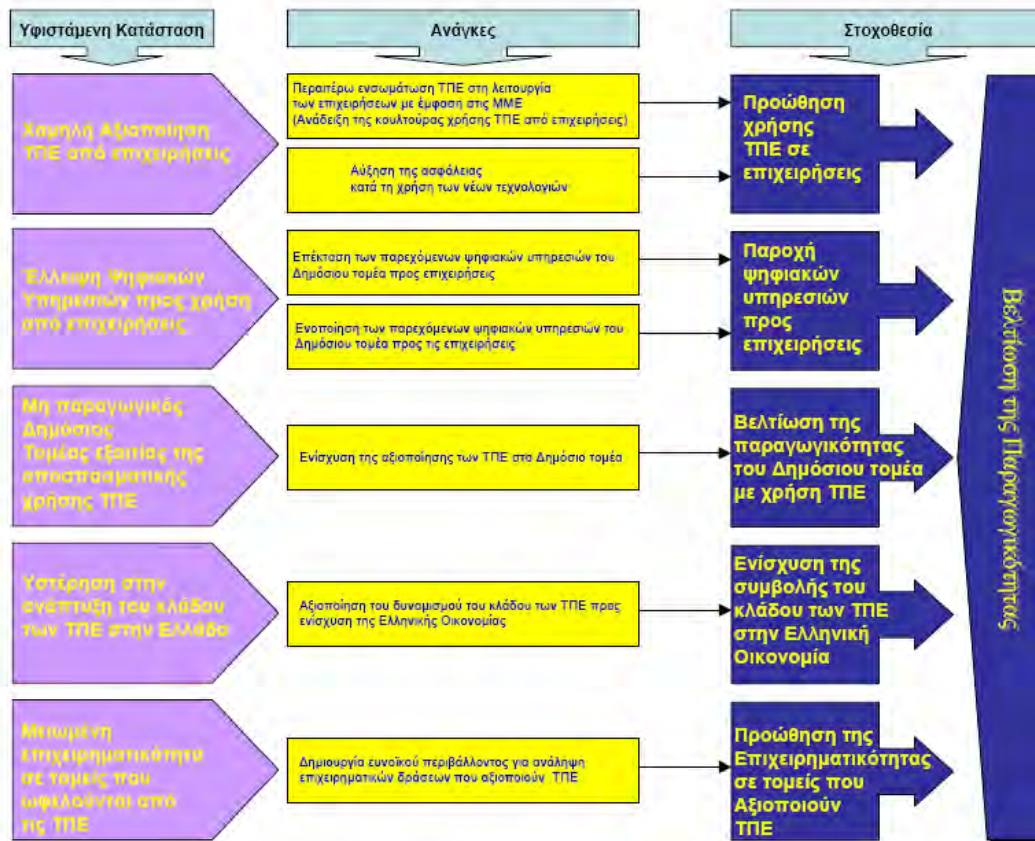 Υφιστάμενη Κατάσταση
Ανάγκες
Στοχοθεσία
Χαμηλή Αξιοποίηση
ΤΠΕ από επιχειρήσεις
Περαιτέρω ενσωμάτωση ΤΠΕ στη λειτουργία
των επιχειρήσεων με έμφαση στις ΜΜΕ
(Ανάδειξη της κουλτούρας χρήσης ΤΠΕ από επιχειρήσεις)
Αύξηση της ασφάλειας
κατά τη χρήση των νέων τεχνολογιών
Προώθηση
χρήσης
ΤΠΕ σε
επιχειρήσεις
Έλλειψη Ψηφιακών
Υπηρεσιών προς χρήση
από επιχειρήσεις
Επέκταση των παρεχόμενων ψηφιακών υπηρεσιών του
Δημόσιου τομέα προς επιχειρήσεις
Ενοποίηση των παρεχόμενων ψηφιακών υπηρεσιών του
Δημόσιου τομέα προς τις επιχειρήσεις
Παροχή
ψηφιακών
υπηρεσιών
προς
επιχειρήσεις
Μη παραγωγικός
Δημόσιος
Τομέας εξαιτίας της
αποσπασματικής
χρήσης ΤΠΕ
Ενίσχυση της αξιοποίησης των ΤΠΕ στο Δημόσιο τομέα
Βελτίωση της
παραγωγικότητας
του Δημόσιου τομέα
με χρήση ΤΠΕ
Υστέρηση στην
ανάπτυξη του κλάδου
των ΤΠΕ στην Ελλάδα
Αξιοποίηση του δυναμισμού του κλάδου των ΤΠΕ προς
ενίσχυση της Ελληνικής Οικονομίας
Ενίσχυση της
συμβολής του
κλάδου των ΤΠΕ
στην Ελληνική
Οικονομία
Μειωμένη
επιχειρηματικότητα
σε τομείς που
ωφελούνται από
τις ΤΠΕ
Δημιουργία ευνοϊκού περιβάλλοντος για ανάληψη
επιχειρηματικών δράσεων που αξιοποιούν ΤΠΕ
Προώθηση της
Επιχειρηματικότητας
σε τομείς που
Αξιοποιούν
ΤΠΕ
Βελτίωση της Παραγωγικότητας